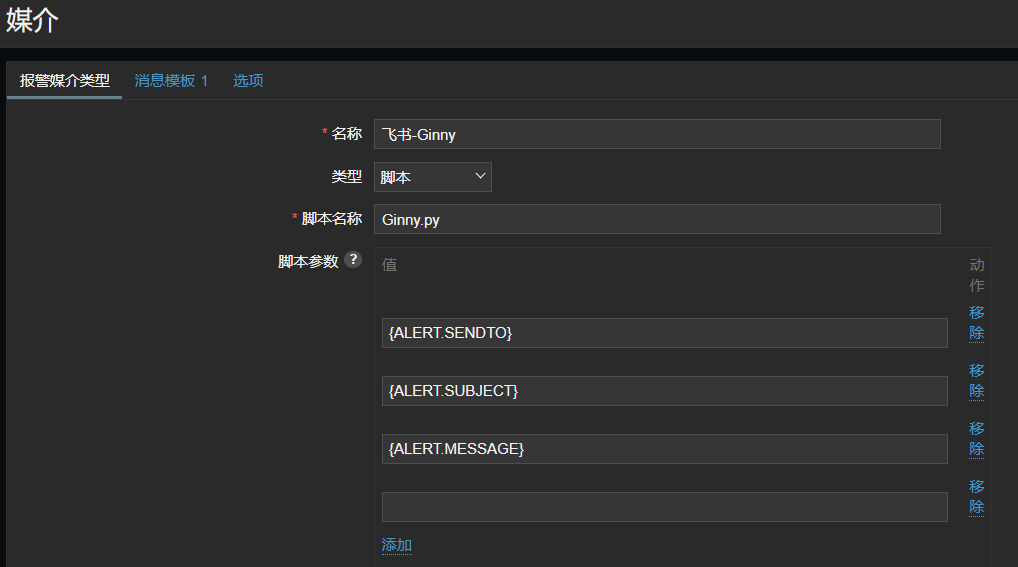 媒介
报警媒介类型 消息模板 1 选项
* 名称 飞书-Ginny
类型 脚本
* 脚本名称 Ginny.py
脚本参数 ? 值 动
作
{ALERT.SENDTO} 移
除
{ALERT.SUBJECT} 移
除
{ALERT.MESSAGE} 移
除
移
除
添加